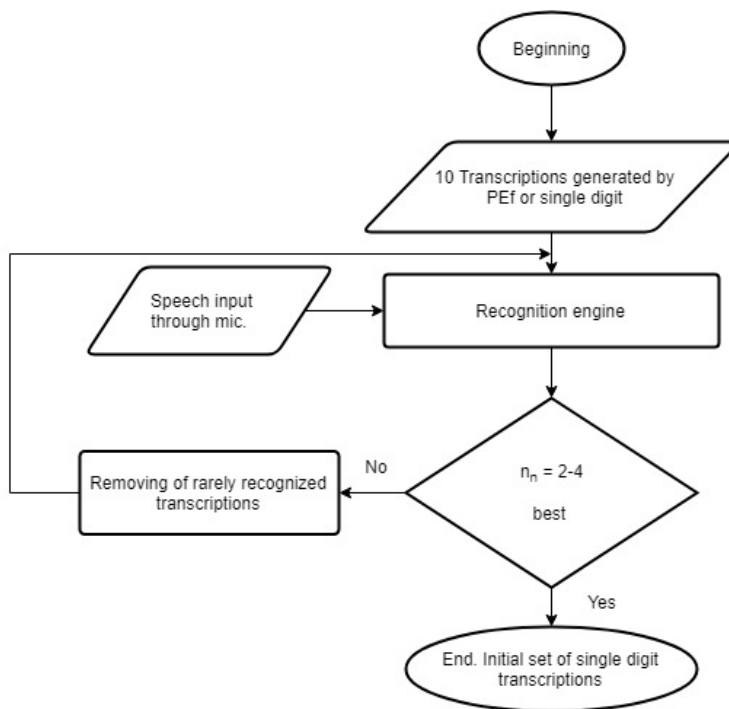 Beginning
10 Transcriptions generated by
PEf or single digit
Speech input
through mic.
Recognition engine
n_n = 2-4
best
No
Removing of rarely recognized
transcriptions
Yes
End. Initial set of single digit
transcriptions